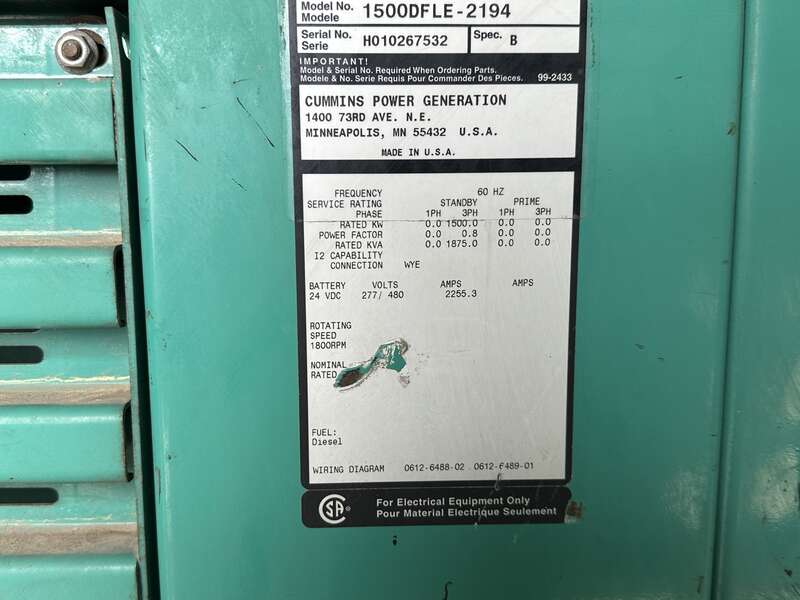 Model No. 1500DFLE-2194
Modele
Serial No. H010267532 Spec. B
Serie
IMPORTANT!
Model & Serial No. Required When Ordering Parts.
Modele & No. Serie Requis Pour Commander Des Pieces. 99-2433
CUMMINS POWER GENERATION
1400 73RD AVE. N.E.
MINNEAPOLIS, MN 55432 U.S.A.
MADE IN U.S.A.
FREQUENCY 60 HZ
SERVICE RATING STANDBY PRIME
PHASE 1PH 3PH 1PH 3PH
RATED KW 0.0 1500.0 0.0 0.0
POWER FACTOR 0.0 0.8 0.0 0.0
RATED KVA 0.0 1875.0 0.0 0.0
I2 CAPABILITY
CONNECTION WYE
BATTERY VOLTS AMPS AMPS
24 VDC 277/ 480 2255.3
ROTATING
SPEED
1800RPM
NOMINAL
RATED
FUEL:
Diesel
WIRING DIAGRAM 0612-6488-02 . 0612-6489-01
CSA
For Electrical Equipment Only
Pour Material Electrique Seulement